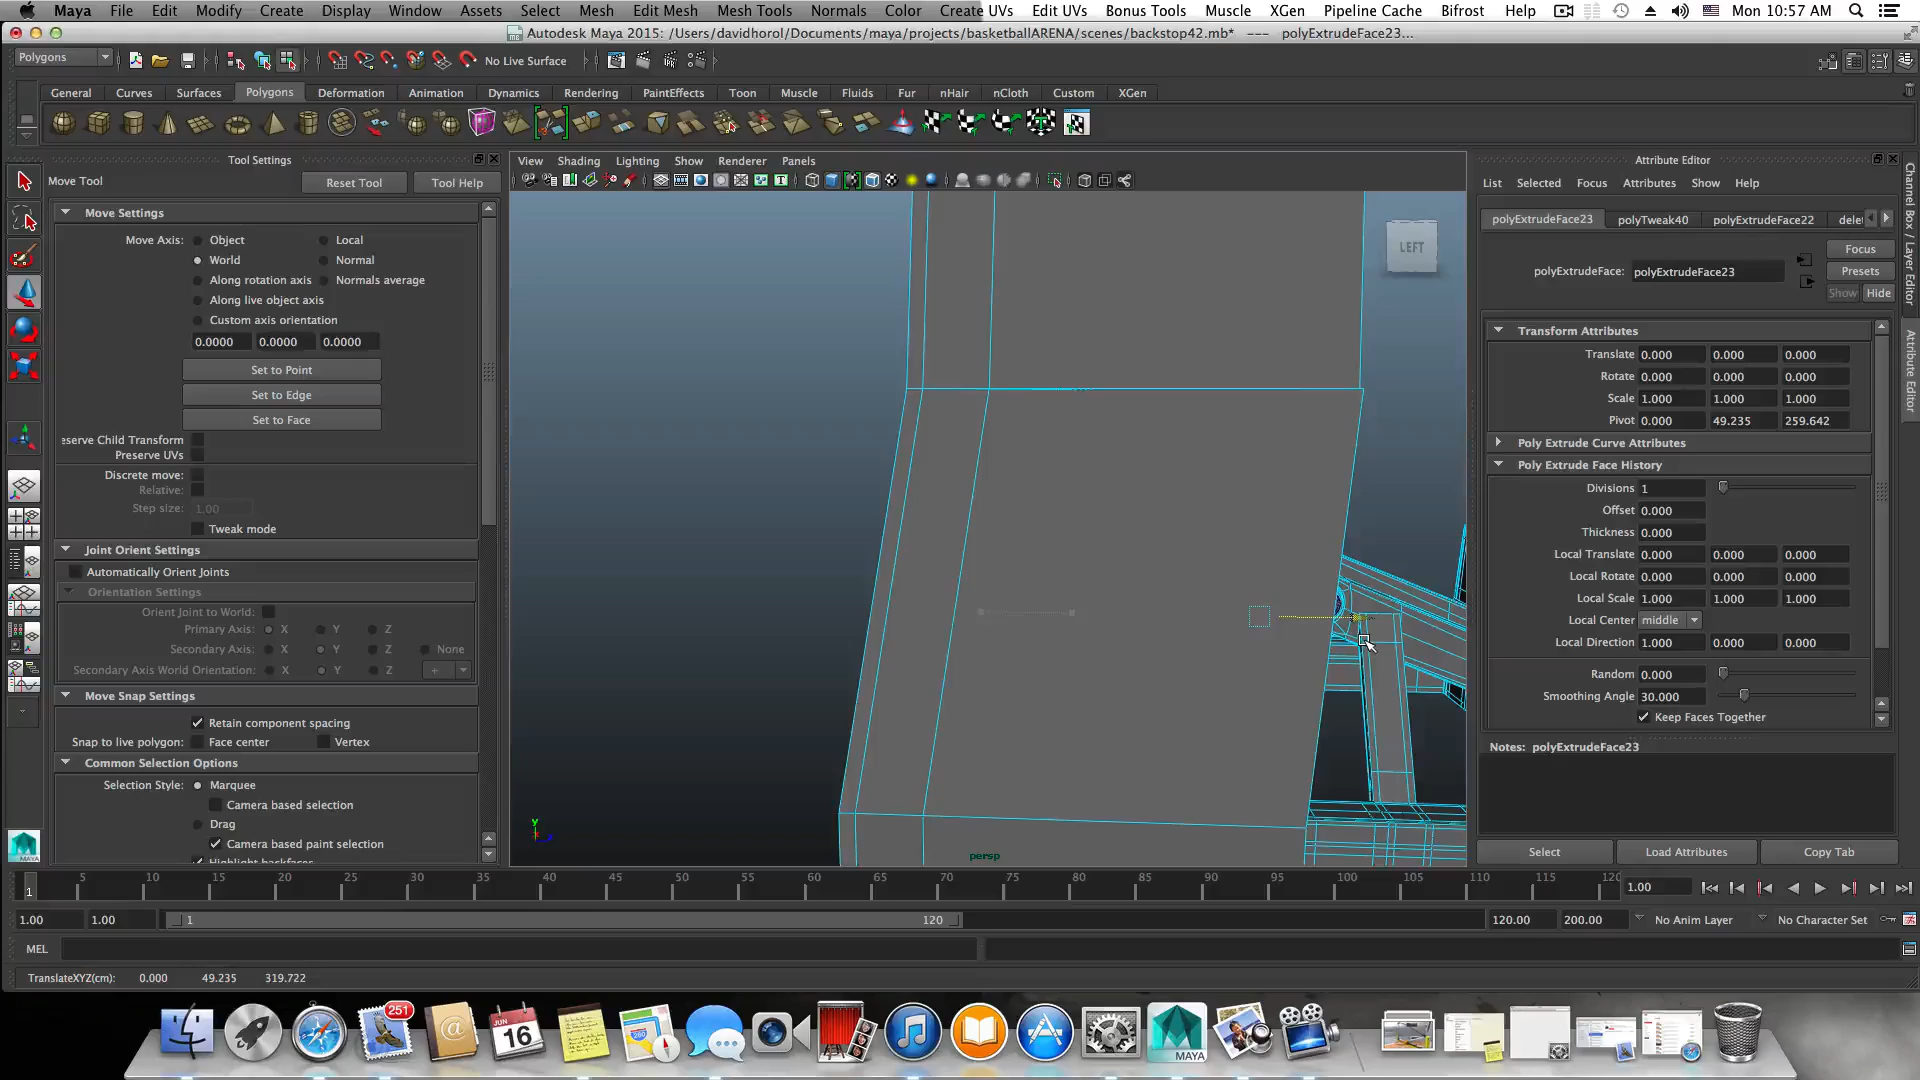 Maya File Edit Modify Create Display Window Assets Select Mesh Edit Mesh Mesh Tools Normals Color Create UVs Edit UVs Bonus Tools Muscle XGen Pipeline Cache Bifrost Help Mon 10:57 AM
Autodesk Maya 2015: /Users/davidhorol/Documents/maya/projects/basketballARENA/scenes/backstop42.mb* --- polyExtrudeFace23...
Polygons No Live Surface
General Curves Surfaces Polygons Deformation Animation Dynamics Rendering PaintEffects Toon Muscle Fluids Fur nHair nCloth Custom XGen
Tool Settings
Move Tool Reset Tool Tool Help
Move Settings
Move Axis: Object Local
World Normal
Along rotation axis Normals average
Along live object axis
Custom axis orientation
0.0000 0.0000 0.0000
Set to Point
Set to Edge
Set to Face
eserve Child Transform
Preserve UVs
Discrete move:
Relative:
Step size: 1.00
Tweak mode
Joint Orient Settings
Automatically Orient Joints
Orientation Settings
Orient Joint to World:
Primary Axis: X Y Z
Secondary Axis: X Y Z None
Secondary Axis World Orientation: X Y Z +
Move Snap Settings
Retain component spacing
Snap to live polygon: Face center Vertex
Common Selection Options
Selection Style: Marquee
Camera based selection
Drag
Camera based paint selection
Highlight backfaces
View Shading Lighting Show Renderer Panels
LEFT
y
persp
Attribute Editor
List Selected Focus Attributes Show Help
polyExtrudeFace23 polyTweak40 polyExtrudeFace22 dele
Focus
polyExtrudeFace: polyExtrudeFace23 Presets
Show Hide
Transform Attributes
Translate 0.000 0.000 0.000
Rotate 0.000 0.000 0.000
Scale 1.000 1.000 1.000
Pivot 0.000 49.235 259.642
Poly Extrude Curve Attributes
Poly Extrude Face History
Divisions 1
Offset 0.000
Thickness 0.000
Local Translate 0.000 0.000 0.000
Local Rotate 0.000 0.000 0.000
Local Scale 1.000 1.000 1.000
Local Center middle
Local Direction 1.000 0.000 0.000
Random 0.000
Smoothing Angle 30.000
Keep Faces Together
Notes: polyExtrudeFace23
Select Load Attributes Copy Tab
Channel Box / Layer Editor
Attribute Editor
MAYA
1 5 10 15 20 25 30 35 40 45 50 55 60 65 70 75 80 85 90 95 100 105 110 115 120 1.00
1.00 1.00 1 120 120.00 200.00 No Anim Layer No Character Set
MEL
TranslateXYZ(cm): 0.000 49.235 319.722
251
JUN
16
MAYA